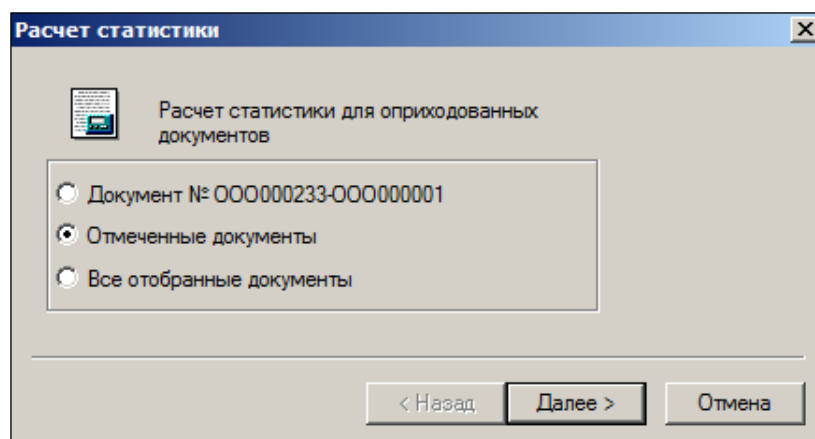 Расчет статистики
Расчет статистики для оприходованных
документов
Документ № ООО000233-ООО000001
Отмеченные документы
Все отобранные документы
< Назад
Далее >
Отмена